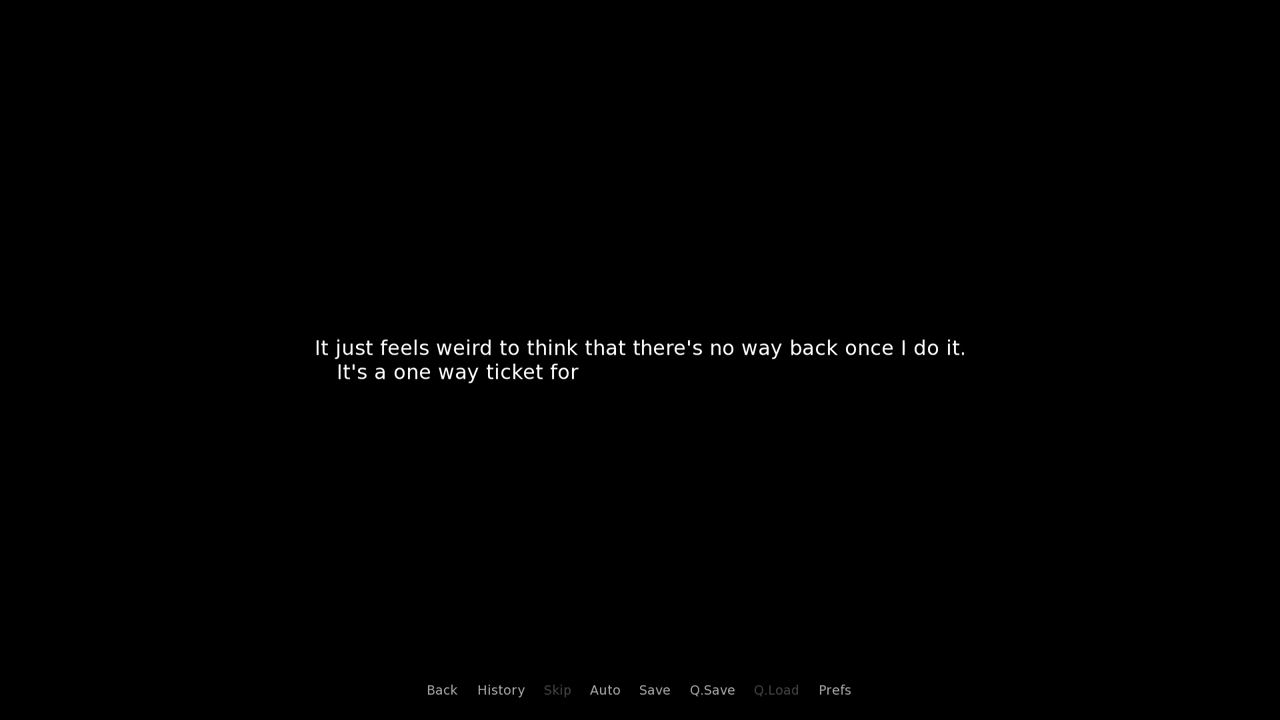 It just feels weird to think that there's no way back once I do it.
It's a one way ticket for
Back History Skip Auto Save Q.Save Q.Load Prefs